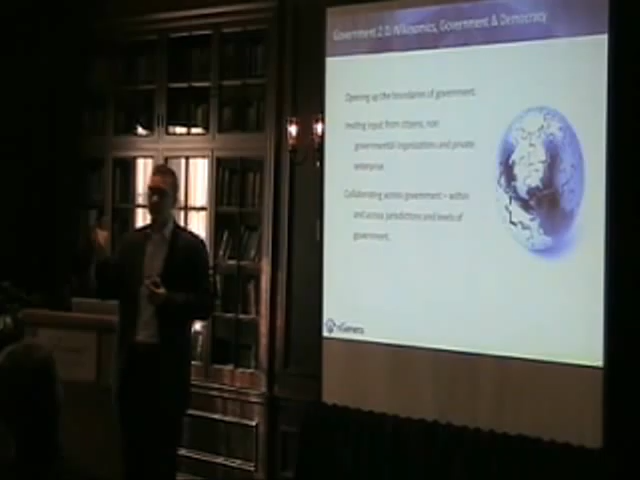 Government 2.0: Wikinomics, Government & Democracy
Opening up the boundaries of government.
Inviting input from citizens, non
governmental organizations and private
enterprise.
Collaborating across government – within
and across jurisdictions and levels of
government.
nGenera